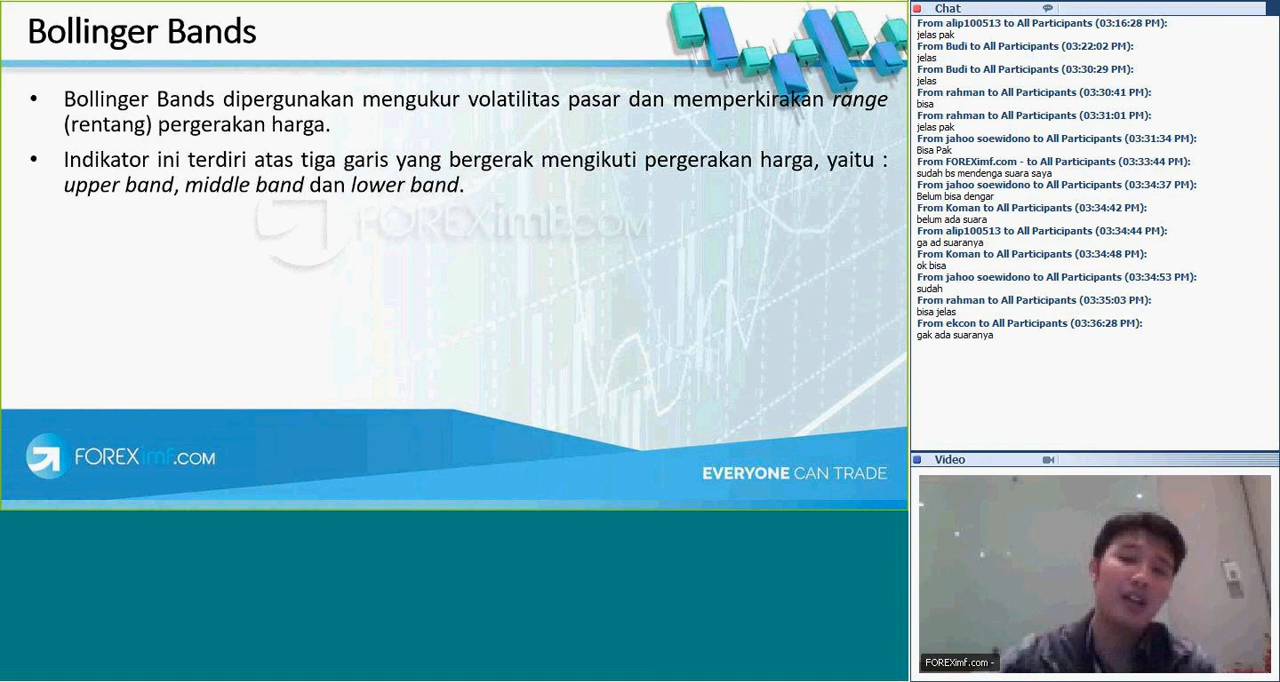 Bollinger Bands
• Bollinger Bands dipergunakan mengukur volatilitas pasar dan memperkirakan range
(rentang) pergerakan harga.
• Indikator ini terdiri atas tiga garis yang bergerak mengikuti pergerakan harga, yaitu :
upper band, middle band dan lower band.
FOREXimf.COM
FOREXimf.COM
EVERYONE CAN TRADE
Chat
From alip100513 to All Participants (03:16:28 PM):
jelas pak
From Budi to All Participants (03:22:02 PM):
jelas
From Budi to All Participants (03:30:29 PM):
jelas
From rahman to All Participants (03:30:41 PM):
bisa
From rahman to All Participants (03:31:01 PM):
jelas pak
From jahoo soewidono to All Participants (03:31:34 PM):
Bisa Pak
From FOREXimf.com - to All Participants (03:33:44 PM):
sudah bs mendenga suara saya
From jahoo soewidono to All Participants (03:34:37 PM):
Belum bisa dengar
From Koman to All Participants (03:34:42 PM):
belum ada suara
From alip100513 to All Participants (03:34:44 PM):
ga ad suaranya
From Koman to All Participants (03:34:48 PM):
ok bisa
From jahoo soewidono to All Participants (03:34:53 PM):
sudah
From rahman to All Participants (03:35:03 PM):
bisa jelas
From ekcon to All Participants (03:36:28 PM):
gak ada suaranya
Video
FOREXimf.com -